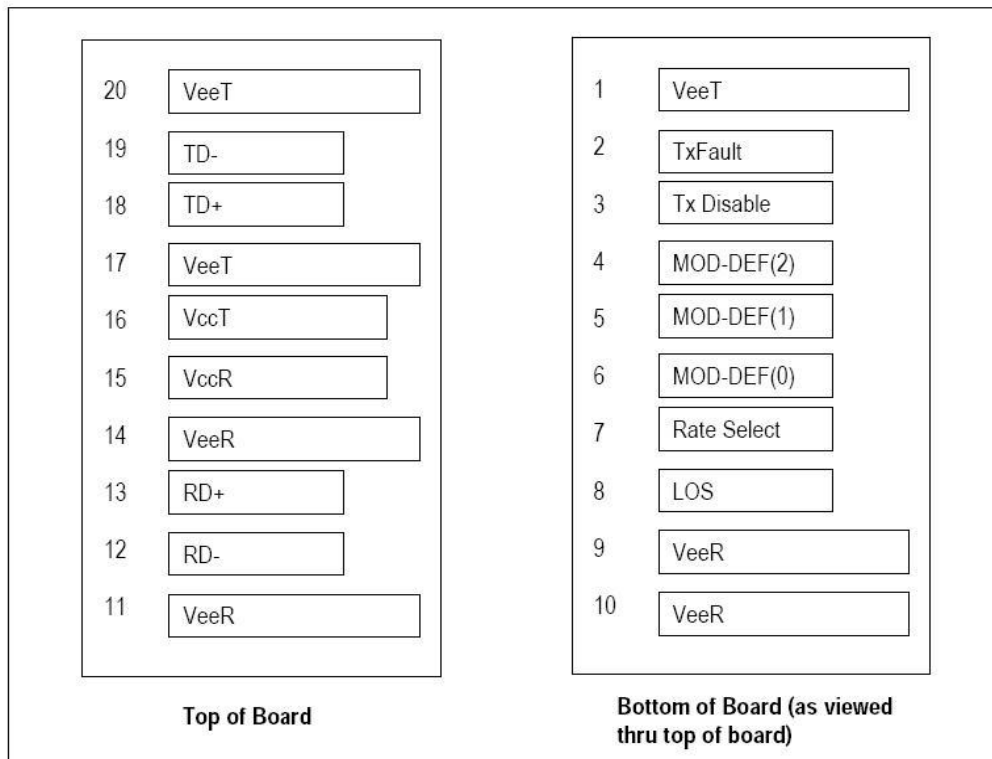 20 VeeT
19 TD-
18 TD+
17 VeeT
16 VccT
15 VccR
14 VeeR
13 RD+
12 RD-
11 VeeR
Top of Board
1 VeeT
2 TxFault
3 Tx Disable
4 MOD-DEF(2)
5 MOD-DEF(1)
6 MOD-DEF(0)
7 Rate Select
8 LOS
9 VeeR
10 VeeR
Bottom of Board (as viewed
thru top of board)